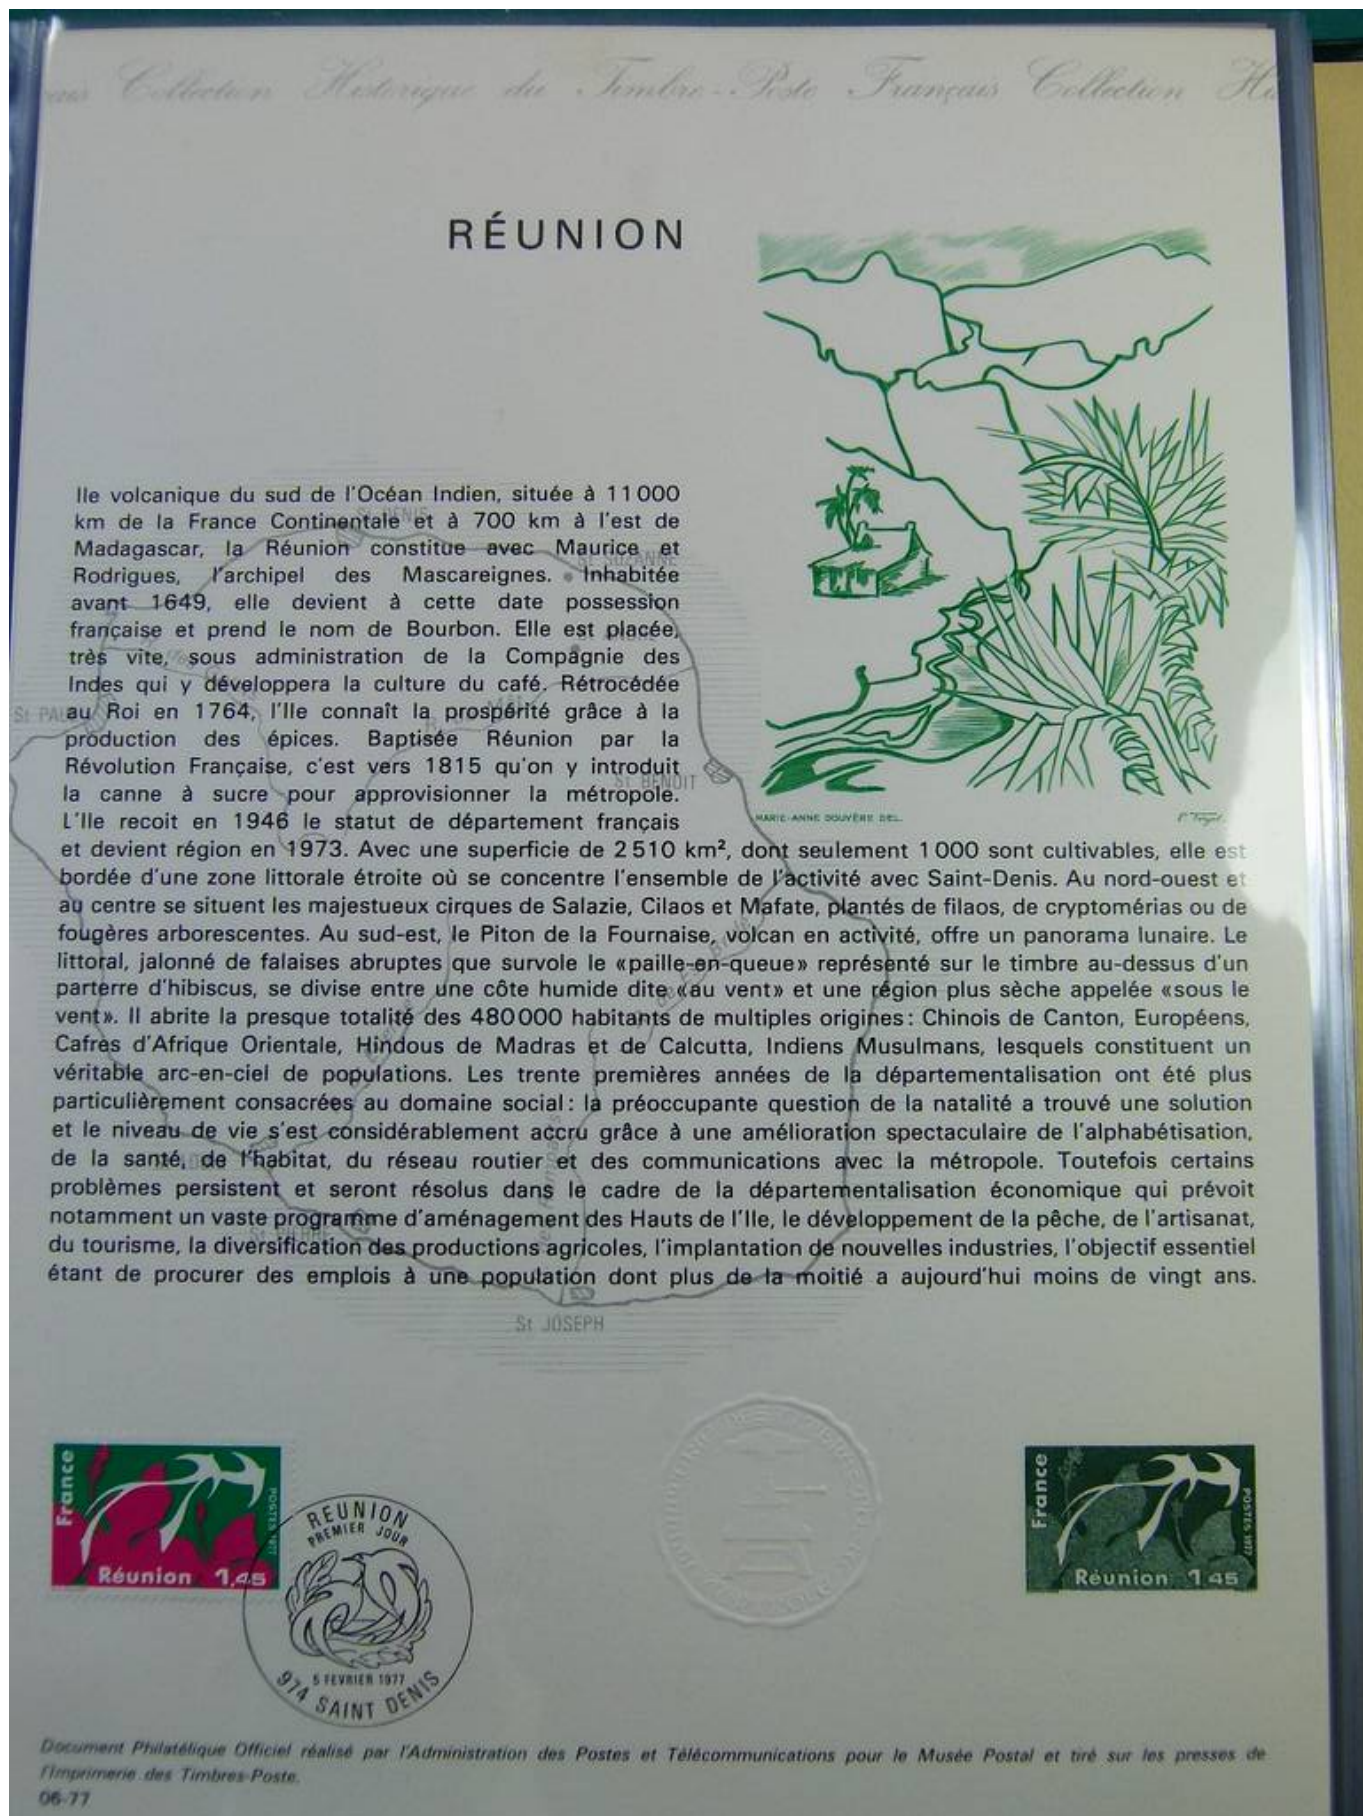 Collection Historique du Timbre-Poste Français Collection
RÉUNION
Ile volcanique du sud de l'Océan Indien, située à 11 000
km de la France Continentale et à 700 km à l'est de
Madagascar, la Réunion constitue avec Maurice et
Rodrigues, l'archipel des Mascareignes. Inhabitée
avant 1649, elle devient à cette date possession
française et prend le nom de Bourbon. Elle est placée,
très vite, sous administration de la Compagnie des
Indes qui y développera la culture du café. Rétrocédée
au Roi en 1764, l'Ile connaît la prospérité grâce à la
production des épices. Baptisée Réunion par la
Révolution Française, c'est vers 1815 qu'on y introduit
la canne à sucre pour approvisionner la métropole.
L'Ile recoit en 1946 le statut de département français
et devient région en 1973. Avec une superficie de 2 510 km², dont seulement 1 000 sont cultivables, elle est
bordée d'une zone littorale étroite où se concentre l'ensemble de l'activité avec Saint-Denis. Au nord-ouest et
au centre se situent les majestueux cirques de Salazie, Cilaos et Mafate, plantés de filaos, de cryptomérias ou de
fougères arborescentes. Au sud-est, le Piton de la Fournaise, volcan en activité, offre un panorama lunaire. Le
littoral, jalonné de falaises abruptes que survole le «paille-en-queue» représenté sur le timbre au-dessus d'un
parterre d'hibiscus, se divise entre une côte humide dite «au vent» et une région plus sèche appelée «sous le
vent». Il abrite la presque totalité des 480 000 habitants de multiples origines : Chinois de Canton, Européens,
Cafres d'Afrique Orientale, Hindous de Madras et de Calcutta, Indiens Musulmans, lesquels constituent un
véritable arc-en-ciel de populations. Les trente premières années de la départementalisation ont été plus
particulièrement consacrées au domaine social : la préoccupante question de la natalité a trouvé une solution
et le niveau de vie s'est considérablement accru grâce à une amélioration spectaculaire de l'alphabétisation,
de la santé, de l'habitat, du réseau routier et des communications avec la métropole. Toutefois certains
problèmes persistent et seront résolus dans le cadre de la départementalisation économique qui prévoit
notamment un vaste programme d'aménagement des Hauts de l'Ile, le développement de la pêche, de l'artisanat,
du tourisme, la diversification des productions agricoles, l'implantation de nouvelles industries, l'objectif essentiel
étant de procurer des emplois à une population dont plus de la moitié a aujourd'hui moins de vingt ans.
MARIE-ANNE DOUVÈRE DEL.
St DENIS
St SUZANNE
St PAUL
St BENOIT
St PIERRE
St JOSEPH
France
POSTES 1977
Réunion 1,45
RÉUNION
PREMIER JOUR
5 FEVRIER 1977
974 SAINT DENIS
France
POSTES 1977
Réunion 1 45
Document Philatélique Officiel réalisé par l'Administration des Postes et Télécommunications pour le Musée Postal et tiré sur les presses de
l'Imprimerie des Timbres-Poste.
06-77